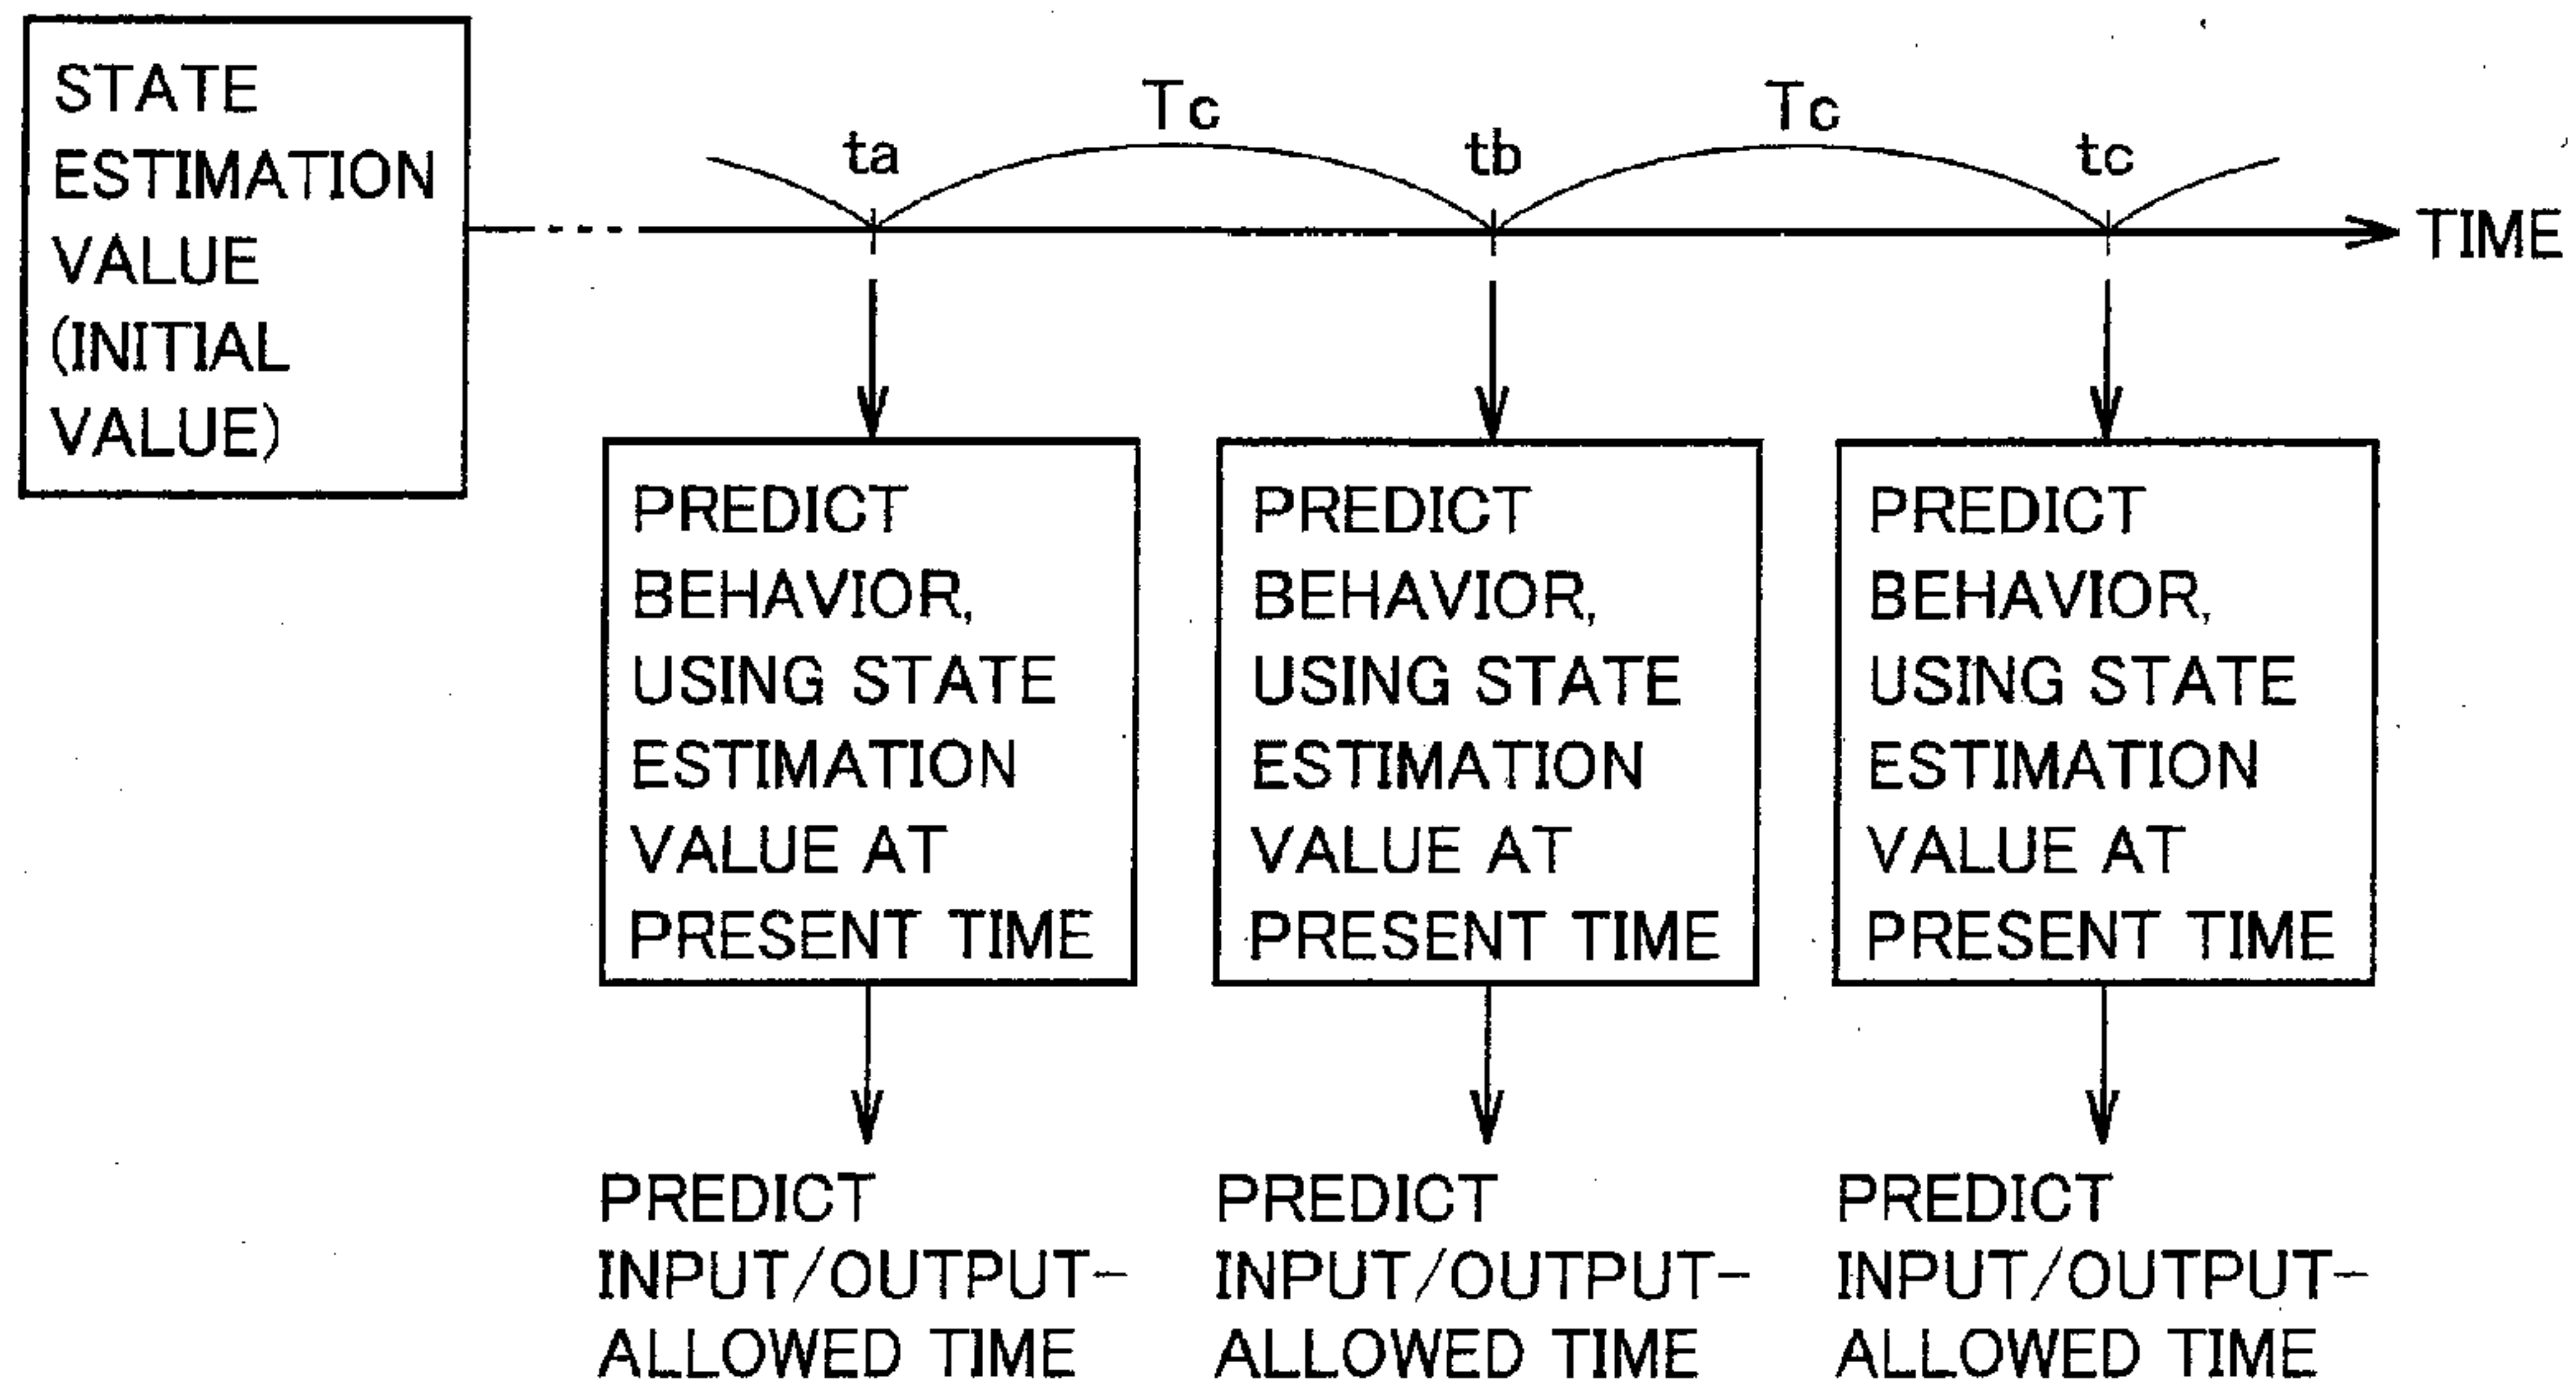 STATE
ESTIMATION
VALUE
(INITIAL
VALUE)
Tc
Tc
ta
tb
tc
TIME
PREDICT
BEHAVIOR,
USING STATE
ESTIMATION
VALUE AT
PRESENT TIME
PREDICT
BEHAVIOR,
USING STATE
ESTIMATION
VALUE AT
PRESENT TIME
PREDICT
BEHAVIOR,
USING STATE
ESTIMATION
VALUE AT
PRESENT TIME
PREDICT
INPUT/OUTPUT-
ALLOWED TIME
PREDICT
INPUT/OUTPUT-
ALLOWED TIME
PREDICT
INPUT/OUTPUT-
ALLOWED TIME